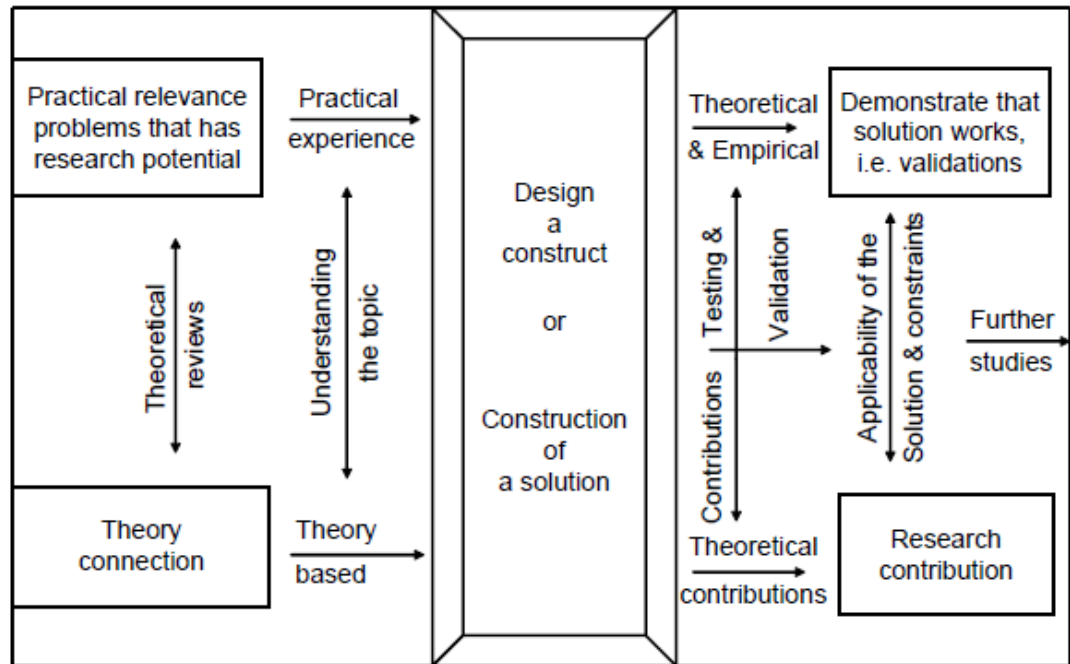 Practical relevance
problems that has
research potential
Practical
experience
Theoretical
reviews
Understanding
the topic
Theory
connection
Theory
based
Design
a
construct
or
Construction
of
a solution
Theoretical
& Empirical
Demonstrate that
solution works,
i.e. validations
Testing &
Validation
Contributions
Applicability of the
Solution & constraints
Further
studies
Theoretical
contributions
Research
contribution